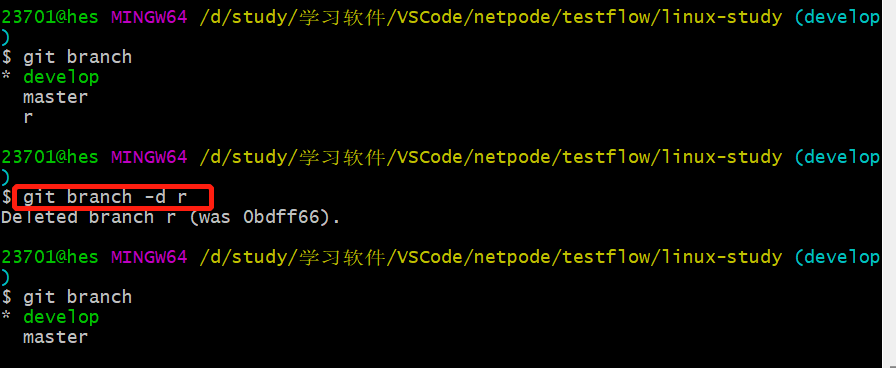 23701@hes MINGW64 /d/study/学习软件/VSCode/netpode/testflow/linux-study (develop
)
$ git branch
* develop
  master
  r
23701@hes MINGW64 /d/study/学习软件/VSCode/netpode/testflow/linux-study (develop
)
$ git branch -d r
Deleted branch r (was 0bdff66).
23701@hes MINGW64 /d/study/学习软件/VSCode/netpode/testflow/linux-study (develop
)
$ git branch
* develop
  master